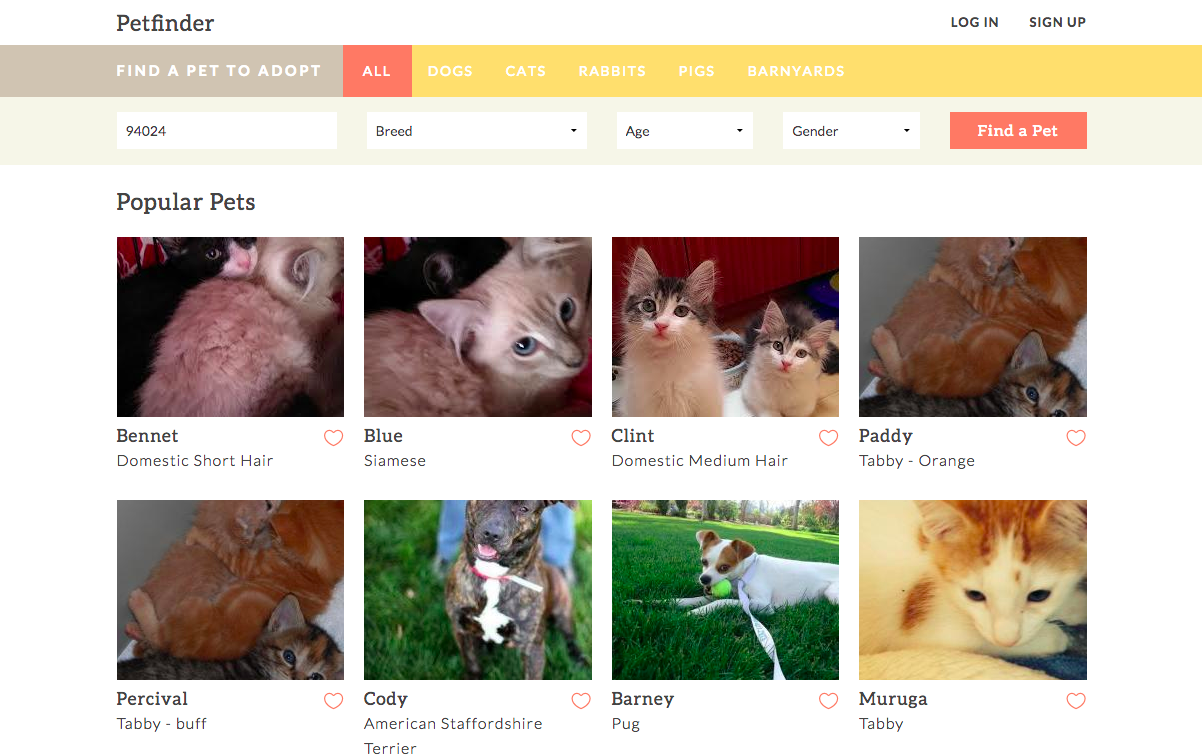 Petfinder
LOG IN
SIGN UP
FIND A PET TO ADOPT
ALL
DOGS
CATS
RABBITS
PIGS
BARNYARDS
94024
Breed
Age
Gender
Find a Pet
Popular Pets
Bennet
Domestic Short Hair
Blue
Siamese
Clint
Domestic Medium Hair
Paddy
Tabby - Orange
Percival
Tabby - buff
Cody
American Staffordshire
Terrier
Barney
Pug
Muruga
Tabby